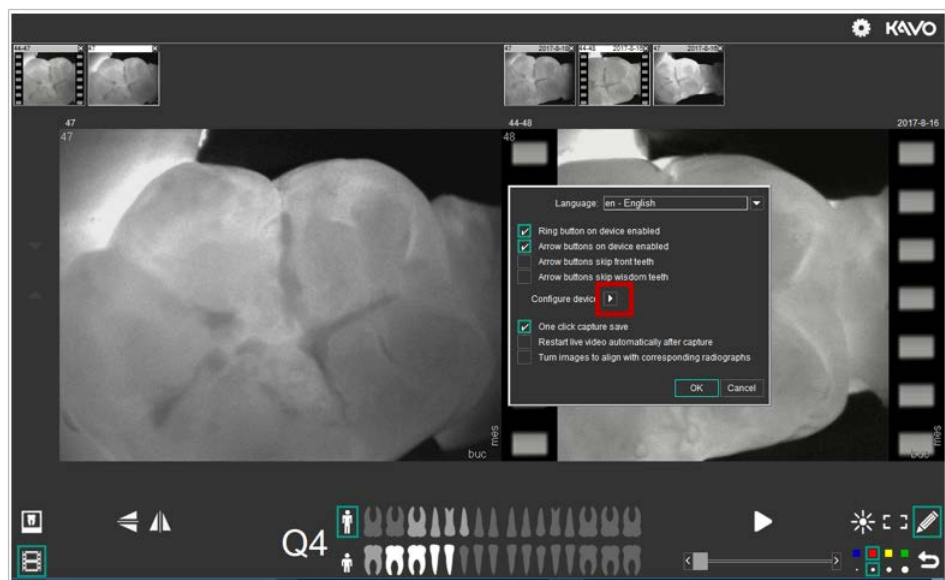 KAVO
44-47
47
47 2017-8-16
44-48 2017-8-16
47 2017-8-16
47
44-48
2017-8-16
47
48
Language: en - English
Ring button on device enabled
Arrow buttons on device enabled
Arrow buttons skip front teeth
Arrow buttons skip wisdom teeth
Configure device
One click capture save
Restart live video automatically after capture
Turn images to align with corresponding radiographs
OK Cancel
mes
buc
mes
buc
Q4